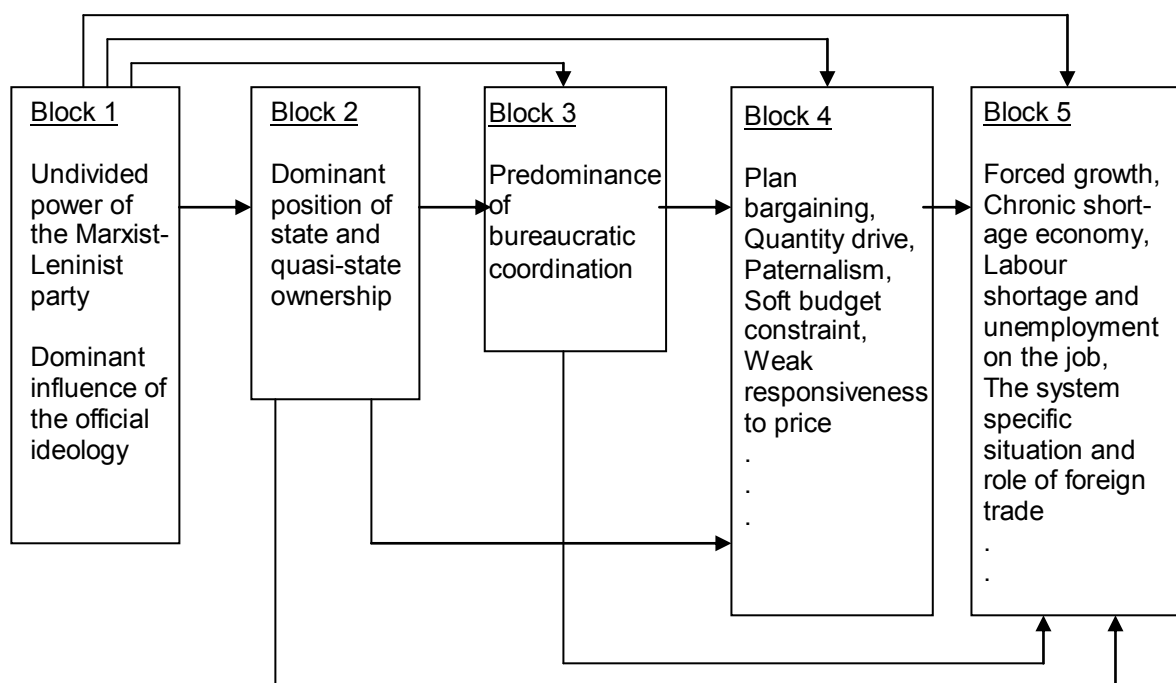 Block 1
Undivided
power of
the Marxist-
Leninist
party
Dominant
influence of
the official
ideology
Block 2
Dominant
position of
state and
quasi-state
ownership
Block 3
Predominance
of
bureaucratic
coordination
Block 4
Plan
bargaining,
Quantity drive,
Paternalism,
Soft budget
constraint,
Weak
responsiveness
to price
.
.
.
Block 5
Forced growth,
Chronic short-
age economy,
Labour
shortage and
unemployment
on the job,
The system
specific
situation and
role of foreign
trade
.
.